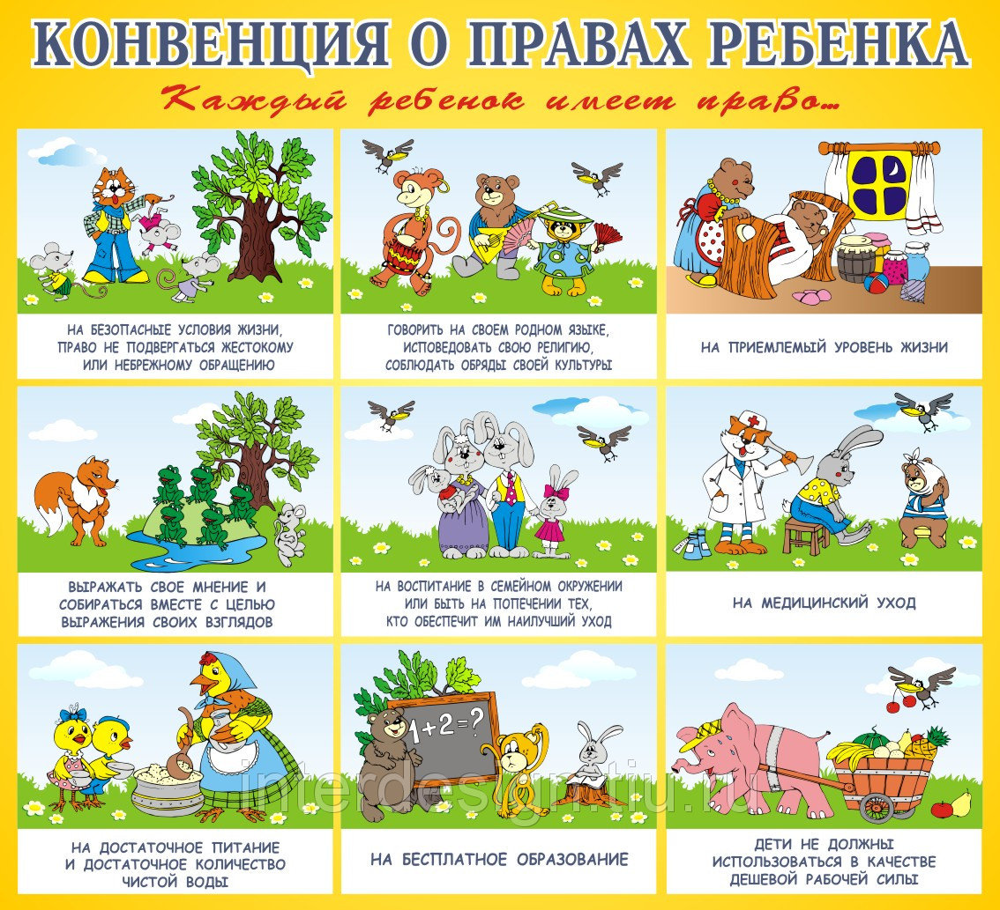 КОНВЕНЦИЯ О ПРАВАХ РЕБЕНКА
Каждый ребенок имеет право...
НА БЕЗОПАСНЫЕ УСЛОВИЯ ЖИЗНИ,
ПРАВО НЕ ПОДВЕРГАТЬСЯ ЖЕСТОКОМУ
ИЛИ НЕБРЕЖНОМУ ОБРАЩЕНИЮ
ГОВОРИТЬ НА СВОЕМ РОДНОМ ЯЗЫКЕ,
ИСПОВЕДОВАТЬ СВОЮ РЕЛИГИЮ,
СОБЛЮДАТЬ ОБРЯДЫ СВОЕЙ КУЛЬТУРЫ
НА ПРИЕМЛЕМЫЙ УРОВЕНЬ ЖИЗНИ
ВЫРАЖАТЬ СВОЕ МНЕНИЕ И
СОБИРАТЬСЯ ВМЕСТЕ С ЦЕЛЬЮ
ВЫРАЖЕНИЯ СВОИХ ВЗГЛЯДОВ
НА ВОСПИТАНИЕ В СЕМЕЙНОМ ОКРУЖЕНИИ
ИЛИ БЫТЬ НА ПОПЕЧЕНИИ ТЕХ,
КТО ОБЕСПЕЧИТ ИМ НАИЛУЧШИЙ УХОД
НА МЕДИЦИНСКИЙ УХОД
1+2=?
interdesign.tiu.ru
НА ДОСТАТОЧНОЕ ПИТАНИЕ
И ДОСТАТОЧНОЕ КОЛИЧЕСТВО
ЧИСТОЙ ВОДЫ
НА БЕСПЛАТНОЕ ОБРАЗОВАНИЕ
ДЕТИ НЕ ДОЛЖНЫ
ИСПОЛЬЗОВАТЬСЯ В КАЧЕСТВЕ
ДЕШЕВОЙ РАБОЧЕЙ СИЛЫ